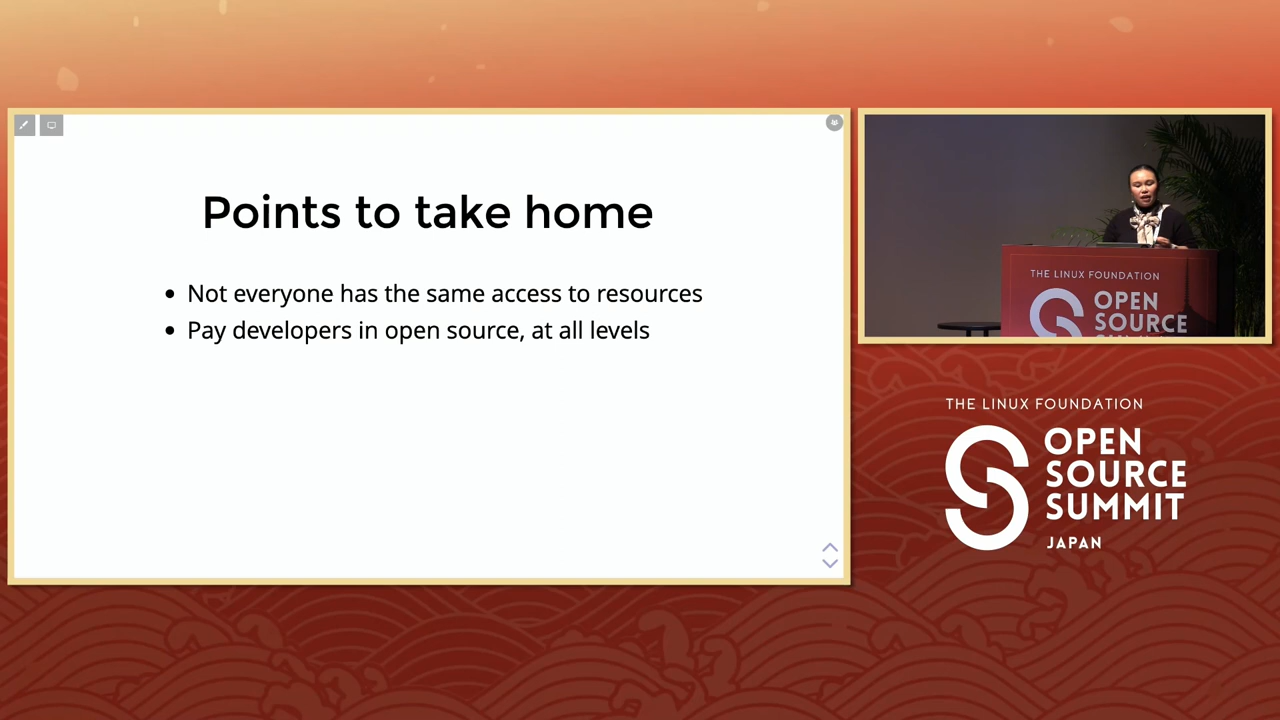 Points to take home
Not everyone has the same access to resources
Pay developers in open source, at all levels
THE LINUX FOUNDATION
OPEN
SOURCE
THE LINUX FOUNDATION
OPEN
SOURCE
SUMMIT
JAPAN